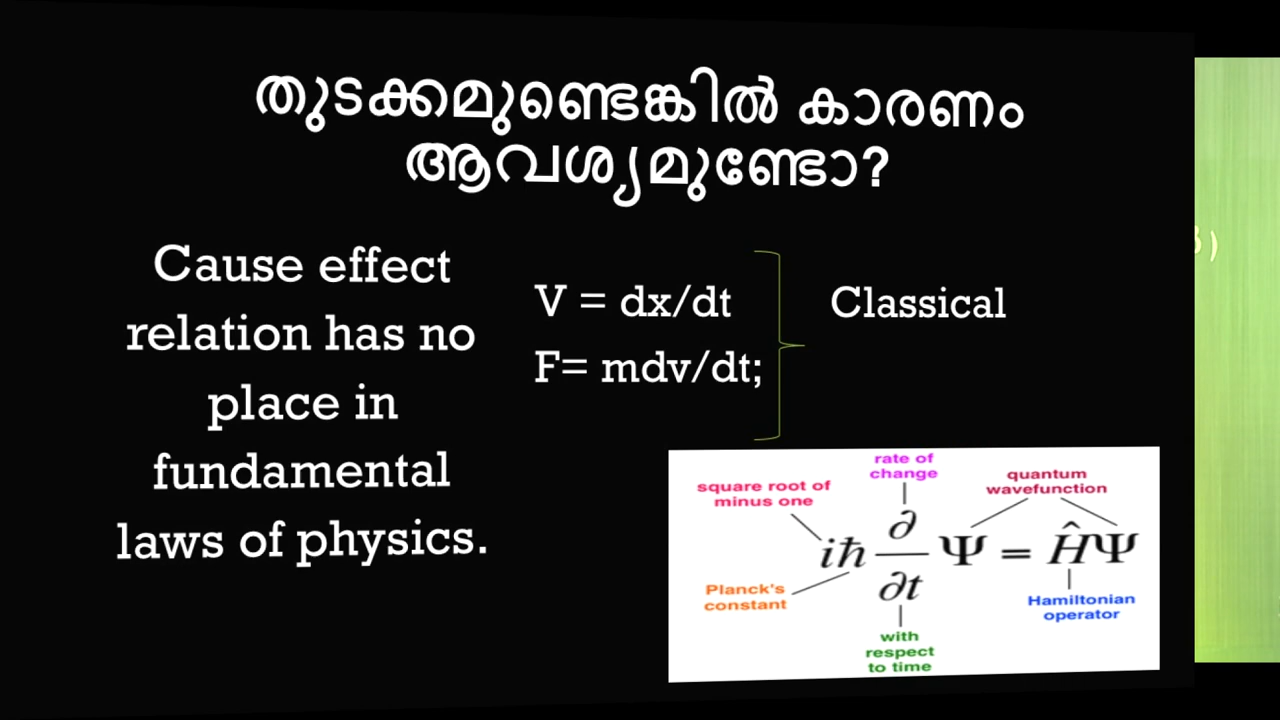 തുടക്കമുണ്ടെങ്കിൽ കാരണം
ആവശ്യമുണ്ടോ?
Cause effect
relation has no
place in
fundamental
laws of physics.
V = dx/dt
F= mdv/dt;
Classical
square root of
minus one
rate of
change
quantum
wavefunction
iħ ∂/∂t Ψ = ĤΨ
Planck's
constant
with
respect
to time
Hamiltonian
operator